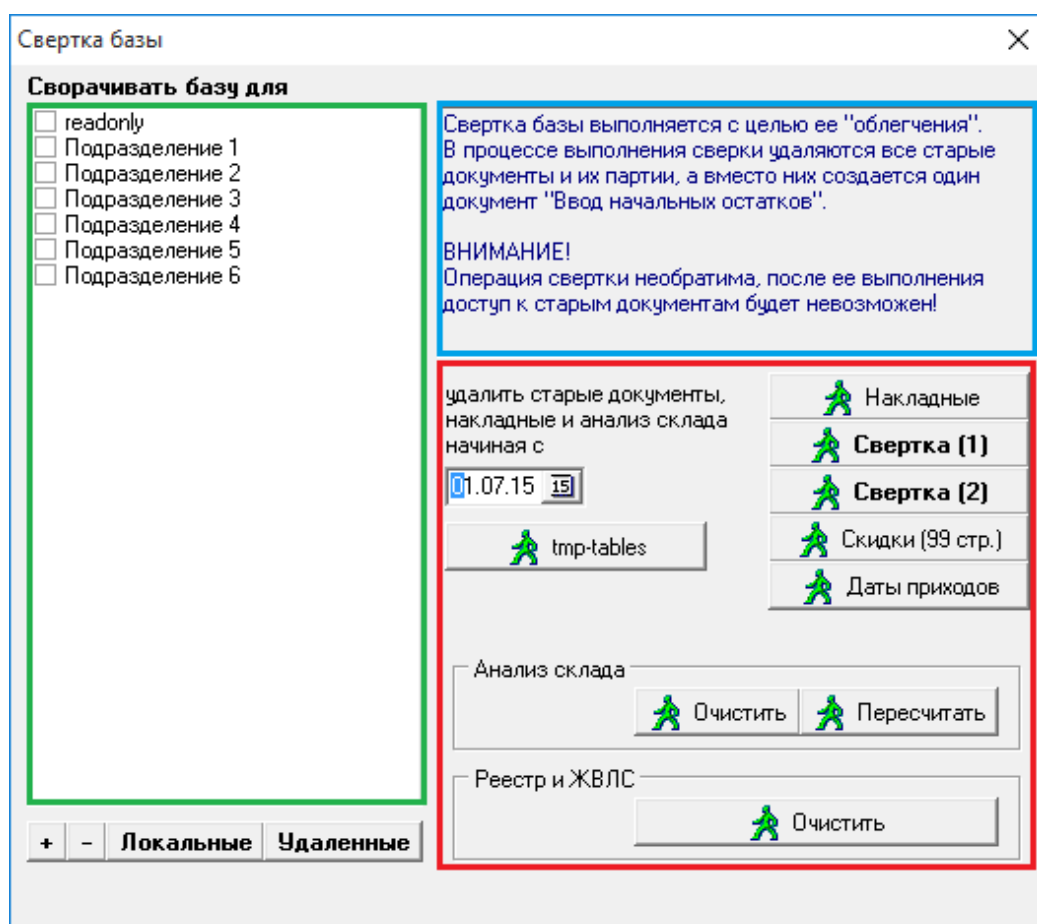 Свертка базы
Сворачивать базу для
readonly
Подразделение 1
Подразделение 2
Подразделение 3
Подразделение 4
Подразделение 5
Подразделение 6
+ - Локальные Удаленные
Свертка базы выполняется с целью ее "облегчения".
В процессе выполнения сверки удаляются все старые
документы и их партии, а вместо них создается один
документ "Ввод начальных остатков".
ВНИМАНИЕ!
Операция свертки необратима, после ее выполнения
доступ к старым документам будет невозможен!
удалить старые документы,
накладные и анализ склада
начиная с
01.07.15 15
tmp-tables
Накладные
Свертка (1)
Свертка (2)
Скидки (99 стр.)
Даты приходов
Анализ склада
Очистить Пересчитать
Реестр и ЖВЛС
Очистить